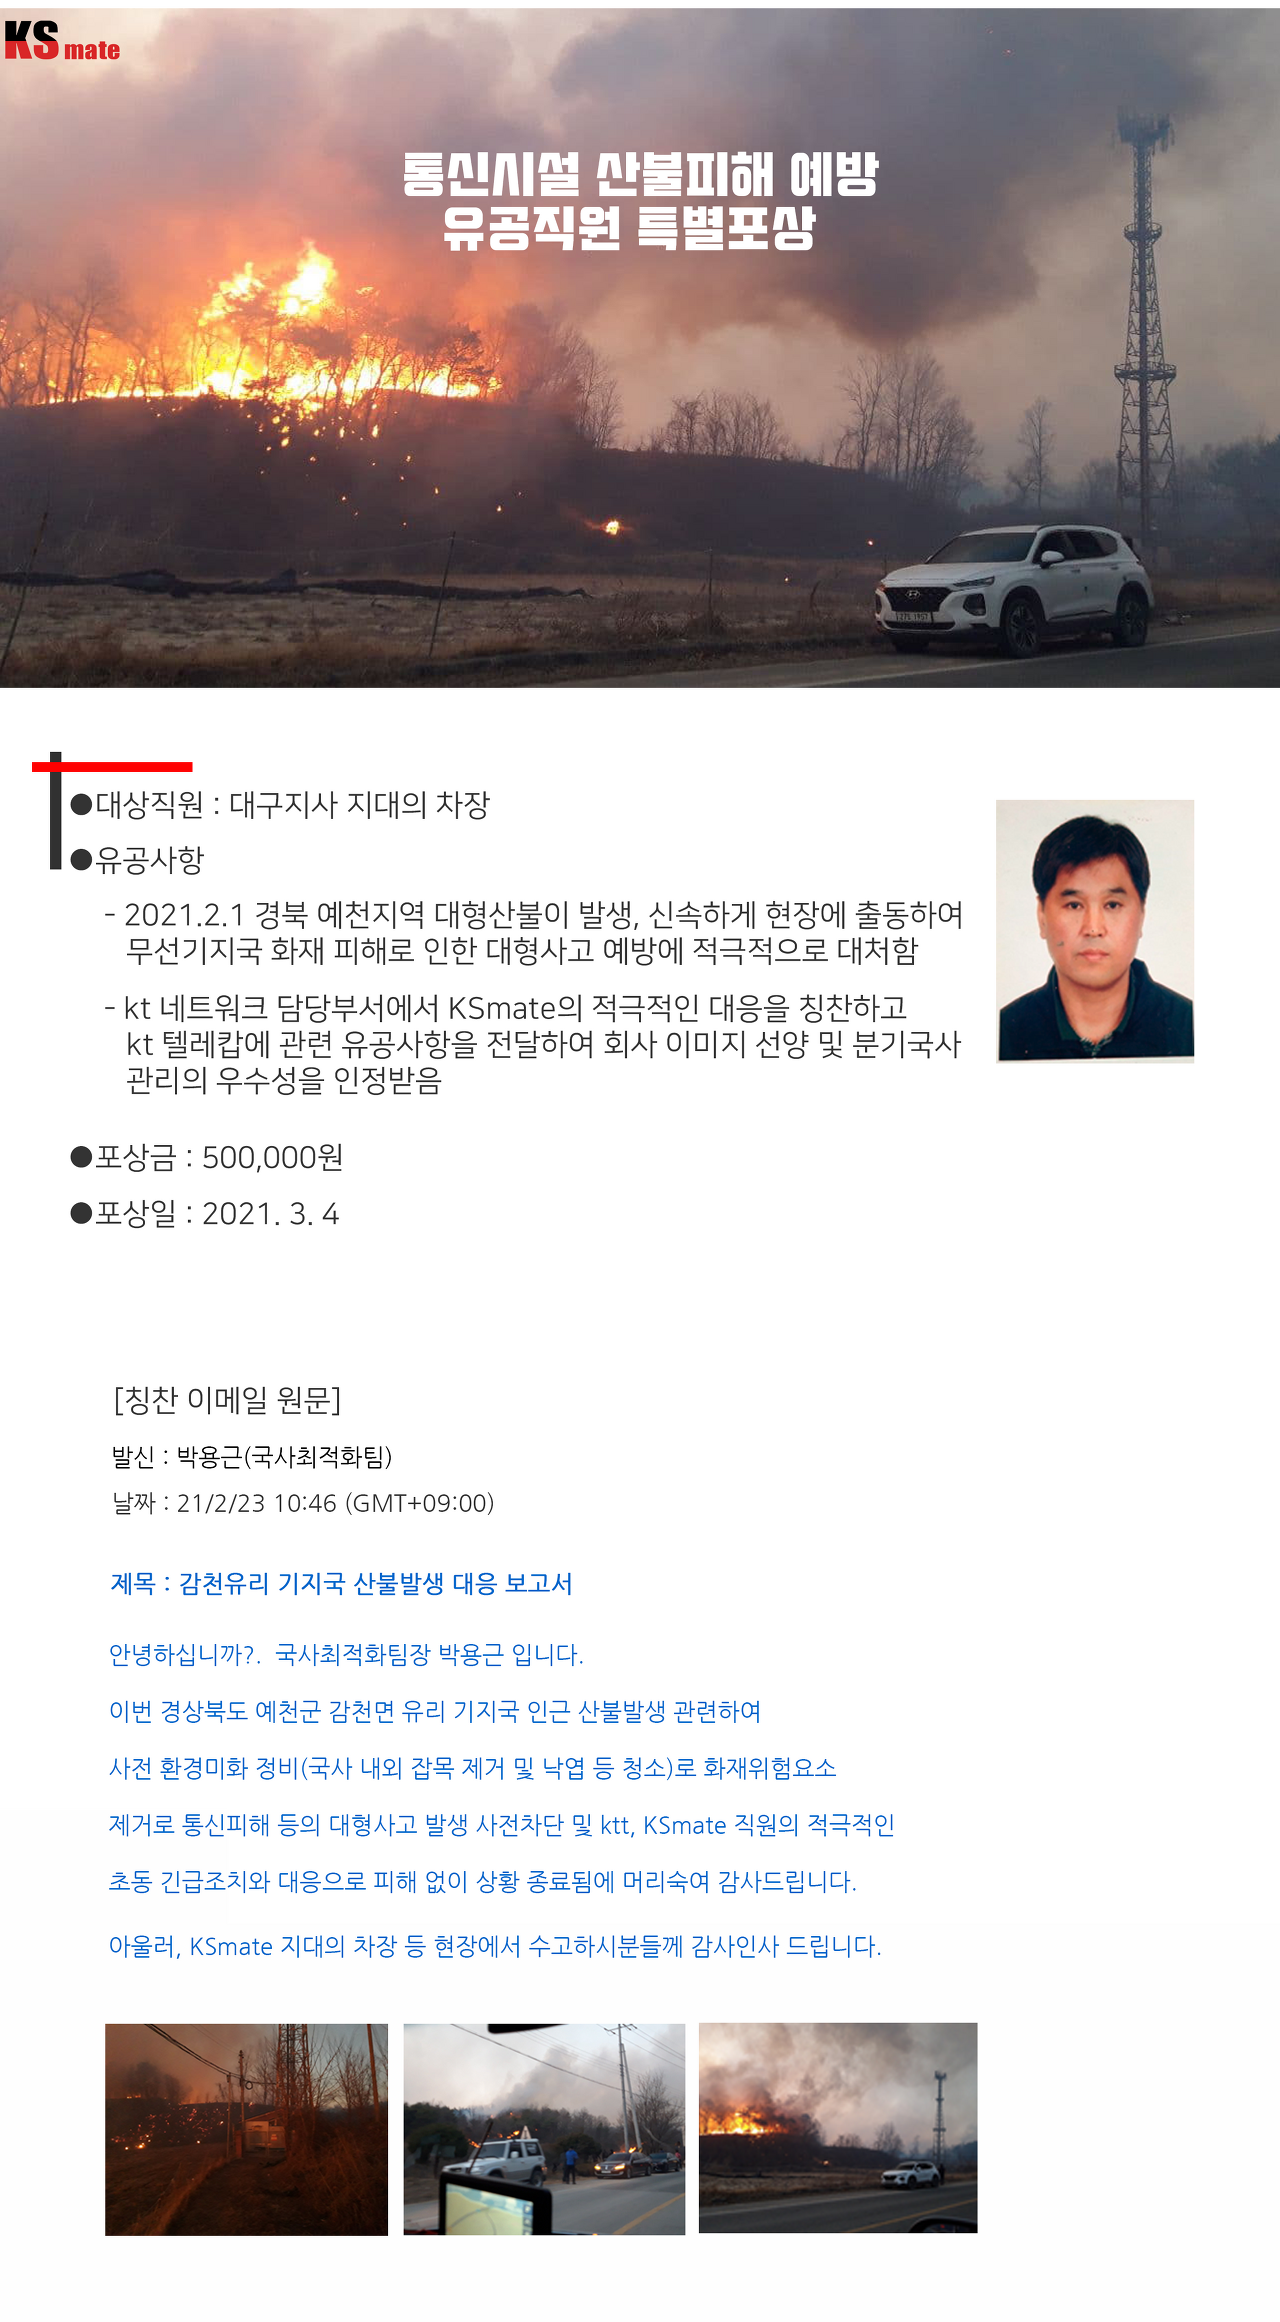 KS mate
통신시설 산불피해 예방
유공직원 특별포상
●대상직원 : 대구지사 지대의 차장
●유공사항
- 2021.2.1 경북 예천지역 대형산불이 발생, 신속하게 현장에 출동하여
무선기지국 화재 피해로 인한 대형사고 예방에 적극적으로 대처함
- kt 네트워크 담당부서에서 KSmate의 적극적인 대응을 칭찬하고
kt 텔레캅에 관련 유공사항을 전달하여 회사 이미지 선양 및 분기국사
관리의 우수성을 인정받음
●포상금 : 500,000원
●포상일 : 2021. 3. 4
[칭찬 이메일 원문]
발신 : 박용근(국사최적화팀)
날짜 : 21/2/23 10:46 (GMT+09:00)
제목 : 감천유리 기지국 산불발생 대응 보고서
안녕하십니까?. 국사최적화팀장 박용근 입니다.
이번 경상북도 예천군 감천면 유리 기지국 인근 산불발생 관련하여
사전 환경미화 정비(국사 내외 잡목 제거 및 낙엽 등 청소)로 화재위험요소
제거로 통신피해 등의 대형사고 발생 사전차단 및 ktt, KSmate 직원의 적극적인
초동 긴급조치와 대응으로 피해 없이 상황 종료됨에 머리숙여 감사드립니다.
아울러, KSmate 지대의 차장 등 현장에서 수고하시분들께 감사인사 드립니다.